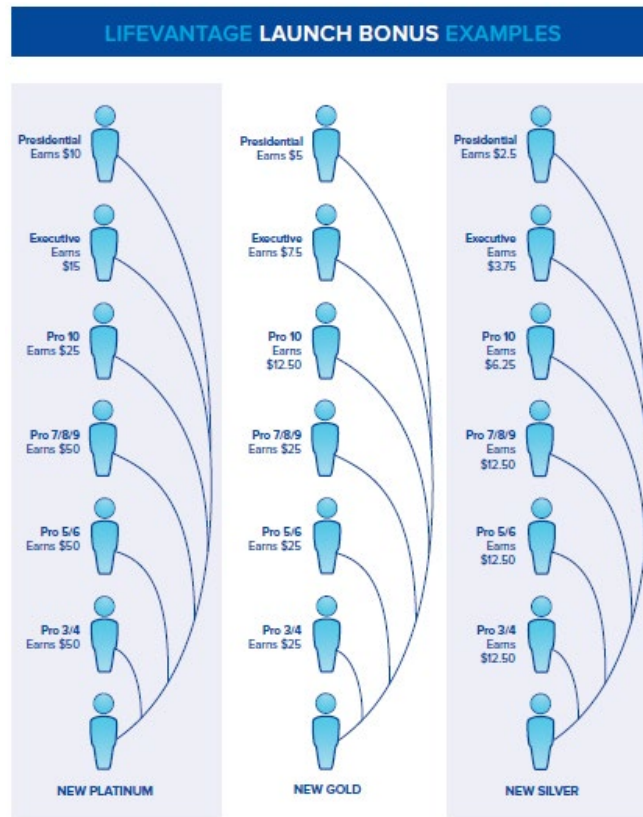 LIFEVANTAGE LAUNCH BONUS EXAMPLES
Presidential
Earns $10
Executive
Earns
$15
Pro 10
Earns $25
Pro 7/8/9
Earns $50
Pro 5/6
Earns $50
Pro 3/4
Earns $50
NEW PLATINUM
Presidential
Earns $5
Executive
Earns $7.5
Pro 10
Earns
$12.50
Pro 7/8/9
Earns $25
Pro 5/6
Earns $25
Pro 3/4
Earns $25
NEW GOLD
Presidential
Earns $2.5
Executive
Earns
$3.75
Pro 10
Earns
$6.25
Pro 7/8/9
Earns
$12.50
Pro 5/6
Earns
$12.50
Pro 3/4
Earns
$12.50
NEW SILVER